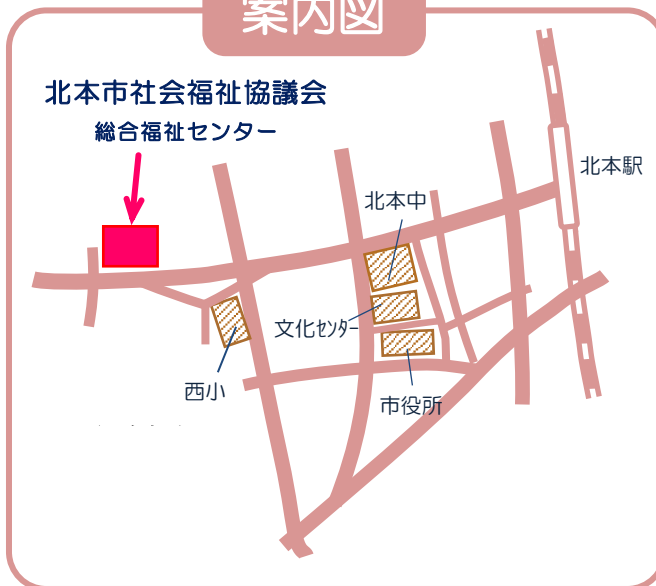 案内図
北本市社会福祉協議会
総合福祉センター
北本駅
北本中
文化センター
西小
市役所